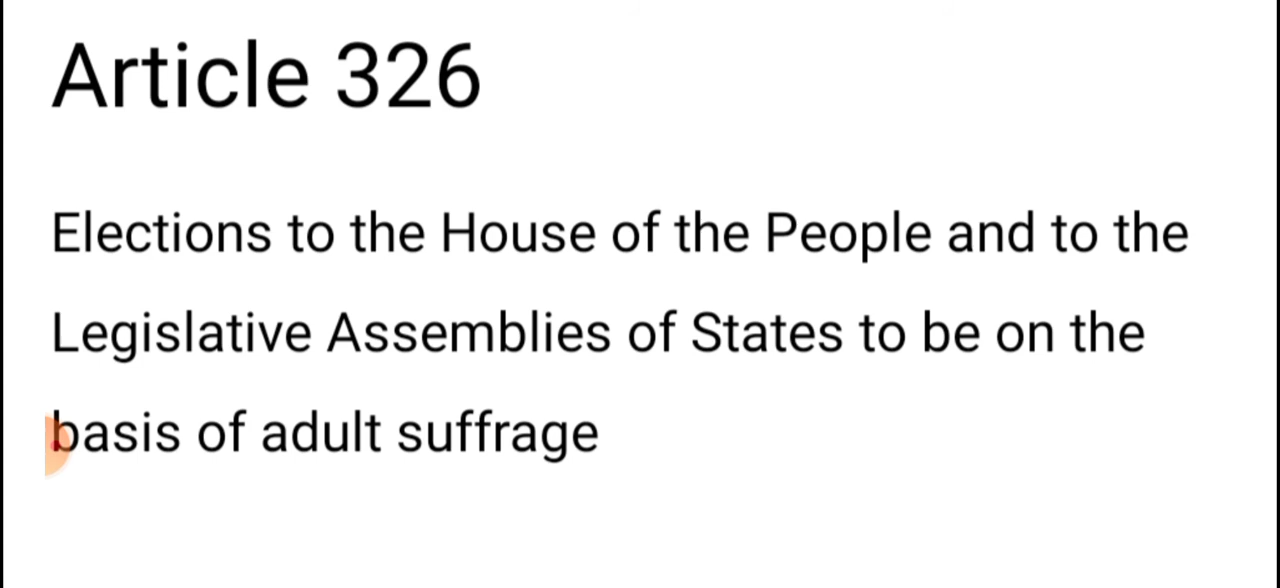 Article 326
Elections to the House of the People and to the
Legislative Assemblies of States to be on the
basis of adult suffrage